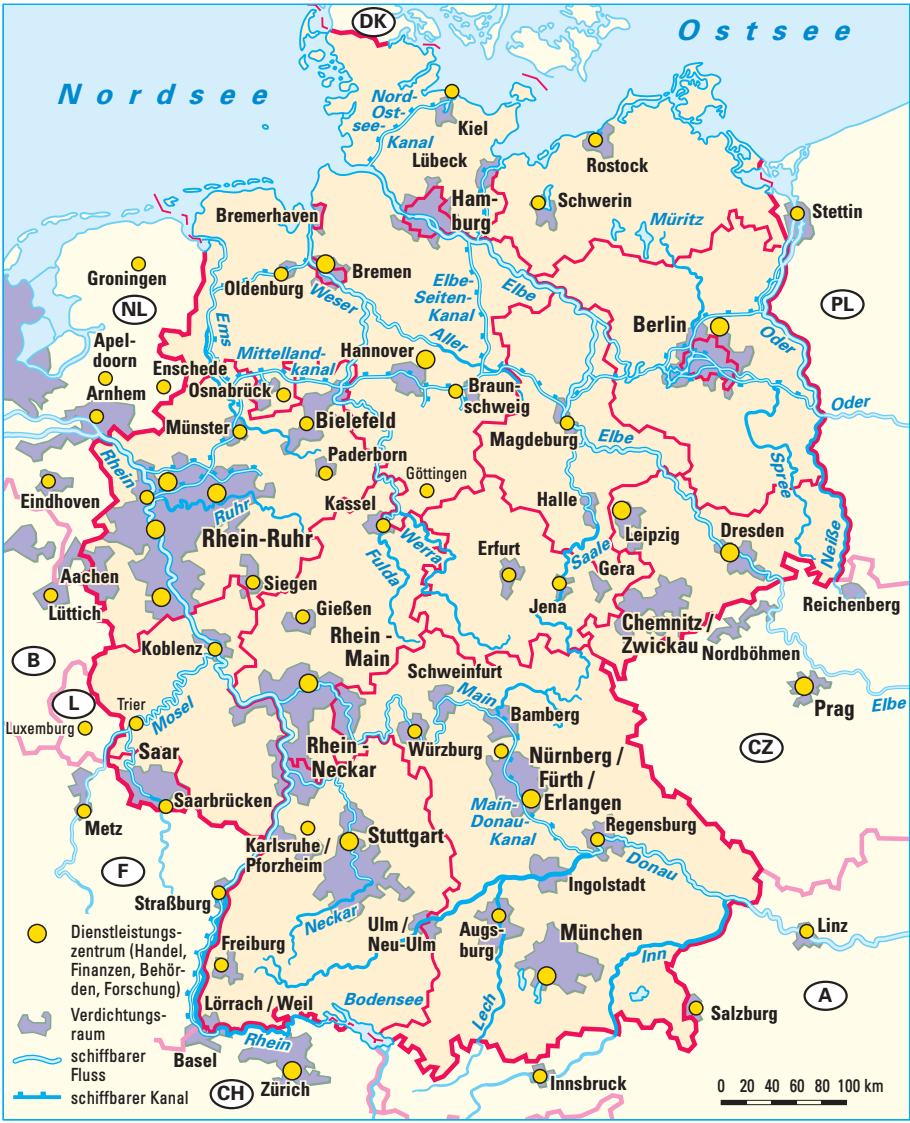 DK
Ostsee
Nordsee
Nord-
Ost-
see-
Kanal
Kiel
Lübeck
Rostock
Ham-
burg
Schwerin
Müritz
Stettin
Bremerhaven
Groningen
NL
Oldenburg
Bremen
Weser
Elbe-
Seiten-
Kanal
Elbe
PL
Ems
Aller
Berlin
Oder
Apel-
doorn
Mittelland-
kanal
Hannover
Enschede
Arnhem
Osnabrück
Braun-
schweig
Oder
Münster
Bielefeld
Magdeburg
Elbe
Rhein
Paderborn
Göttingen
Spree
Eindhoven
Ruhr
Kassel
Halle
Rhein-Ruhr
Werra
Leipzig
Dresden
Neiße
Fulda
Erfurt
Saale
Gera
Aachen
Siegen
Lüttich
Jena
Reichenberg
Gießen
Chemnitz /
Zwickau
Nordböhmen
Koblenz
Rhein -
Main
B
Schweinfurt
Main
L
Trier
Mosel
Luxemburg
Prag
Elbe
Bamberg
Würzburg
CZ
Saar
Rhein -
Neckar
Nürnberg /
Fürth /
Erlangen
Saarbrücken
Metz
Main-
Donau-
Kanal
Regensburg
Karlsruhe /
Pforzheim
Stuttgart
F
Donau
Ingolstadt
Straßburg
Neckar
Ulm /
Neu-Ulm
Augs-
burg
München
Linz
Freiburg
Inn
Lech
A
Lörrach / Weil
Bodensee
Salzburg
Basel
Rhein
Zürich
CH
Innsbruck
Dienstleistungs-
zentrum (Handel,
Finanzen, Behör-
den, Forschung)
Verdichtungs-
raum
schiffbarer
Fluss
schiffbarer Kanal
0 20 40 60 80 100 km